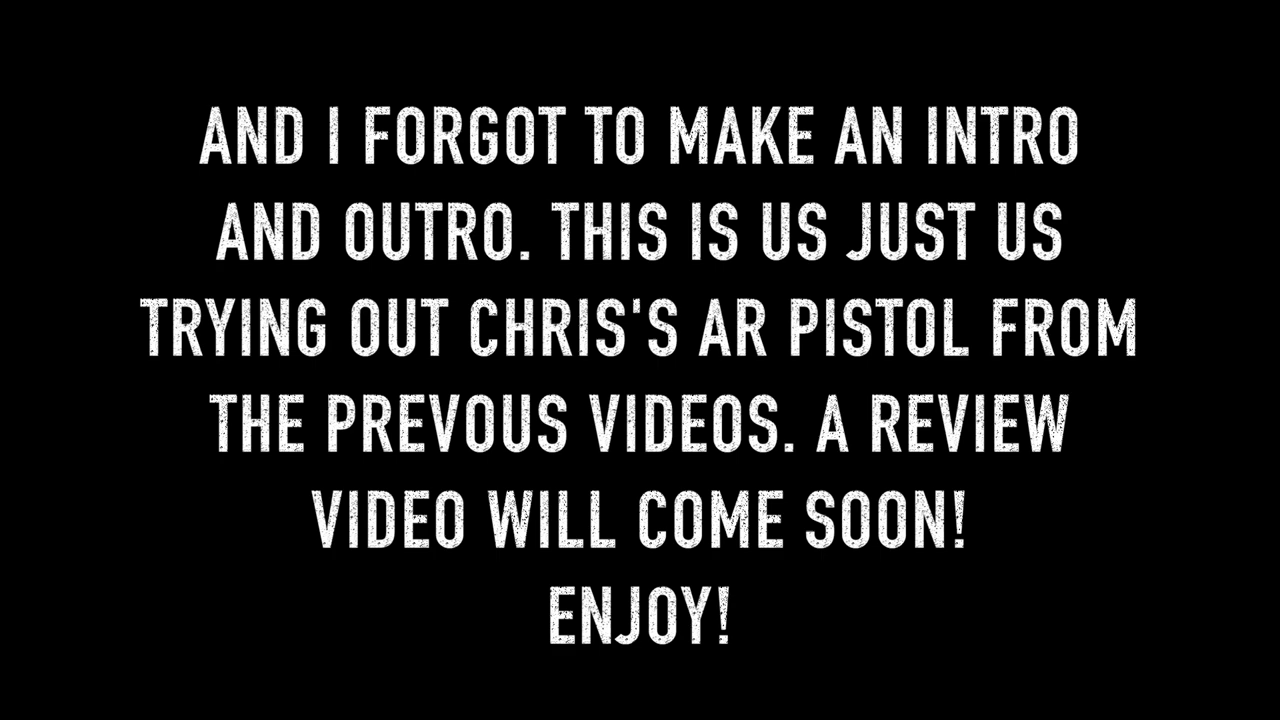 AND I FORGOT TO MAKE AN INTRO
AND OUTRO. THIS IS US JUST US
TRYING OUT CHRIS'S AR PISTOL FROM
THE PREVOUS VIDEOS. A REVIEW
VIDEO WILL COME SOON!
ENJOY!